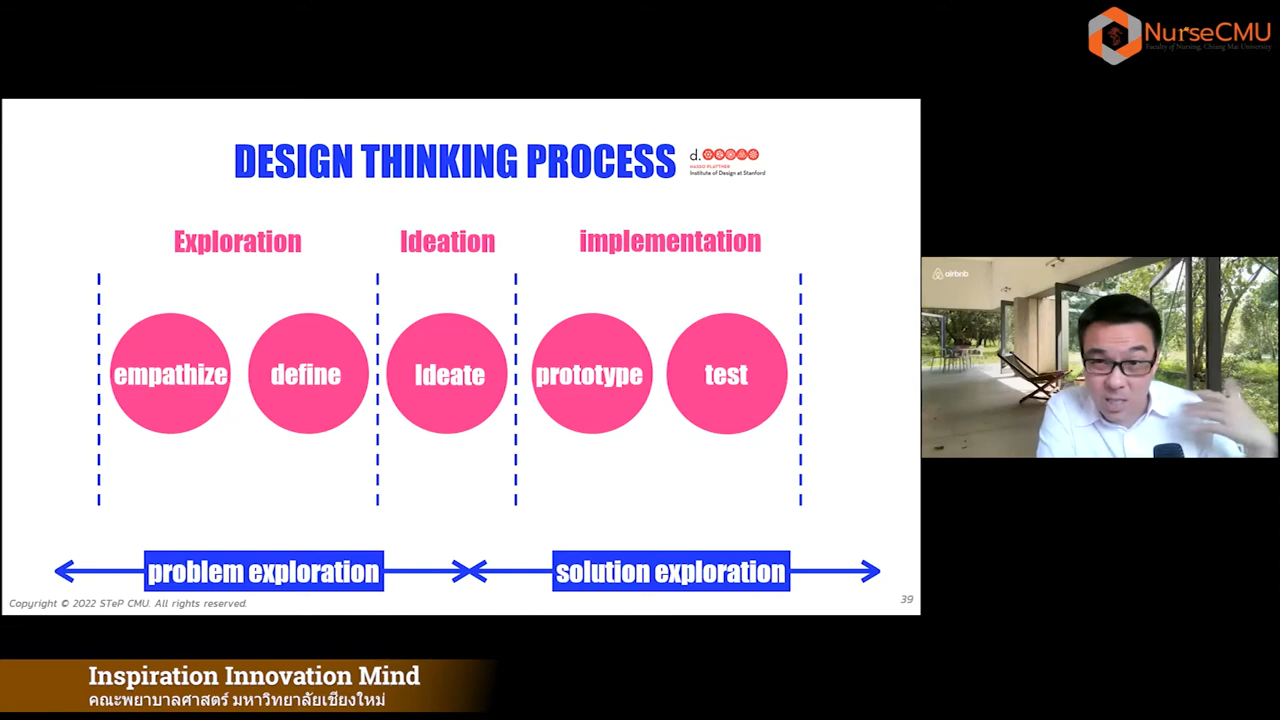 NurseCMU
Faculty of Nursing, Chiang Mai University
DESIGN THINKING PROCESS
d.
HASSO PLATTNER
Institute of Design at Stanford
Exploration
Ideation
implementation
airbnb
empathize
define
Ideate
prototype
test
problem exploration
solution exploration
Copyright © 2022 STeP CMU. All rights reserved.
39
Inspiration Innovation Mind
คณะพยาบาลศาสตร์ มหาวิทยาลัยเชียงใหม่